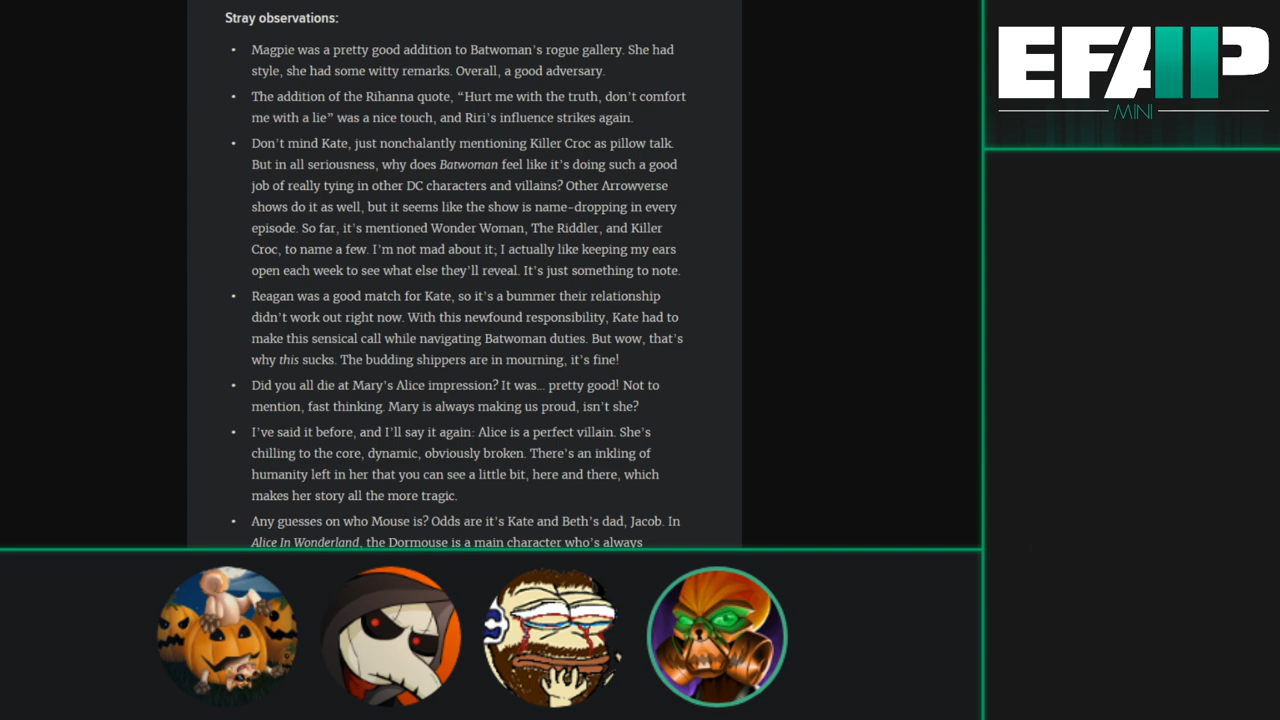 Stray observations:
• Magpie was a pretty good addition to Batwoman's rogue gallery. She had
style, she had some witty remarks. Overall, a good adversary.
• The addition of the Rihanna quote, “Hurt me with the truth, don't comfort
me with a lie” was a nice touch, and Riri's influence strikes again.
• Don't mind Kate, just nonchalantly mentioning Killer Croc as pillow talk.
But in all seriousness, why does Batwoman feel like it's doing such a good
job of really tying in other DC characters and villains? Other Arrowverse
shows do it as well, but it seems like the show is name-dropping in every
episode. So far, it's mentioned Wonder Woman, The Riddler, and Killer
Croc, to name a few. I'm not mad about it; I actually like keeping my ears
open each week to see what else they'll reveal. It's just something to note.
• Reagan was a good match for Kate, so it's a bummer their relationship
didn't work out right now. With this newfound responsibility, Kate had to
make this sensical call while navigating Batwoman duties. But wow, that's
why this sucks. The budding shippers are in mourning, it's fine!
• Did you all die at Mary's Alice impression? It was... pretty good! Not to
mention, fast thinking. Mary is always making us proud, isn't she?
• I've said it before, and I'll say it again: Alice is a perfect villain. She's
chilling to the core, dynamic, obviously broken. There's an inkling of
humanity left in her that you can see a little bit, here and there, which
makes her story all the more tragic.
• Any guesses on who Mouse is? Odds are it's Kate and Beth's dad, Jacob. In
Alice In Wonderland, the Dormouse is a main character who's always
EFAP
MINI